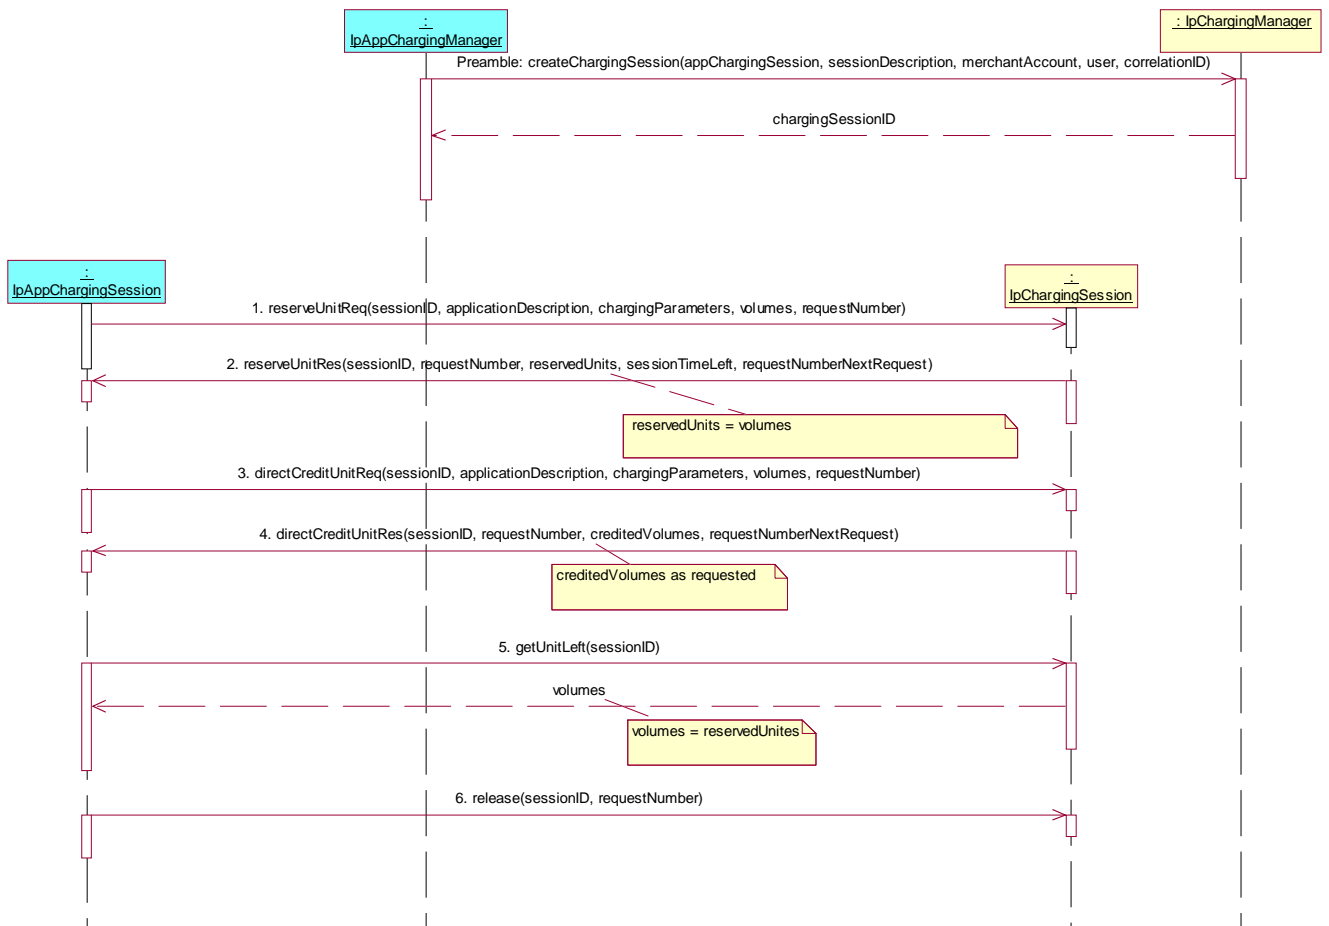 :
IpAppChargingManager
: IpChargingManager
Preamble: createChargingSession(appChargingSession, sessionDescription, merchantAccount, user, correlationID)
chargingSessionID
:
IpAppChargingSession
:
IpChargingSession
1. reserveUnitReq(sessionID, applicationDescription, chargingParameters, volumes, requestNumber)
2. reserveUnitRes(sessionID, requestNumber, reservedUnits, sessionTimeLeft, requestNumberNextRequest)
reservedUnits = volumes
3. directCreditUnitReq(sessionID, applicationDescription, chargingParameters, volumes, requestNumber)
4. directCreditUnitRes(sessionID, requestNumber, creditedVolumes, requestNumberNextRequest)
creditedVolumes as requested
5. getUnitLeft(sessionID)
volumes
volumes = reservedUnites
6. release(sessionID, requestNumber)